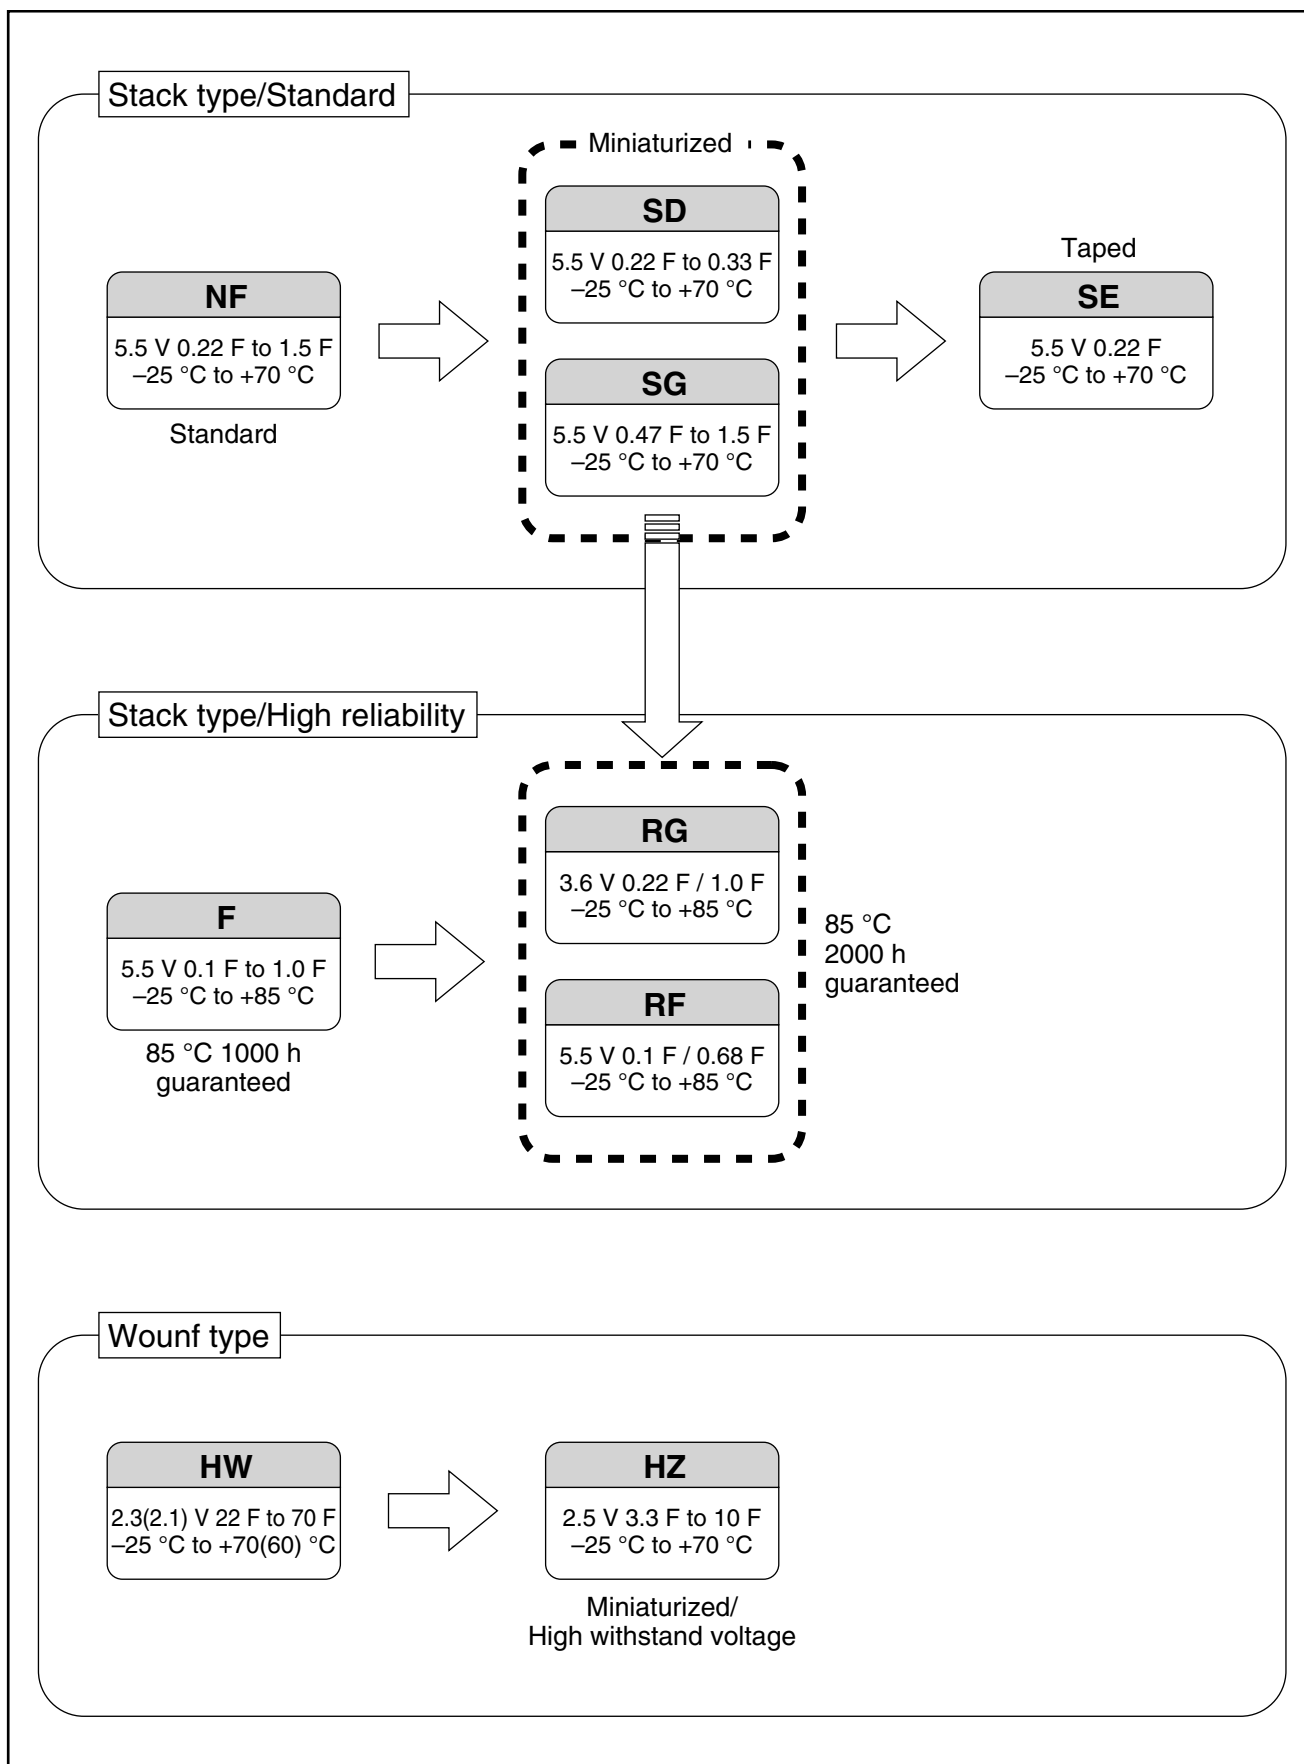 Stack type/Standard
Miniaturized
SD
5.5 V 0.22 F to 0.33 F
–25 °C to +70 °C
NF
5.5 V 0.22 F to 1.5 F
–25 °C to +70 °C
Standard
SG
5.5 V 0.47 F to 1.5 F
–25 °C to +70 °C
Taped
SE
5.5 V 0.22 F
–25 °C to +70 °C
Stack type/High reliability
F
5.5 V 0.1 F to 1.0 F
–25 °C to +85 °C
85 °C 1000 h
guaranteed
RG
3.6 V 0.22 F / 1.0 F
–25 °C to +85 °C
RF
5.5 V 0.1 F / 0.68 F
–25 °C to +85 °C
85 °C
2000 h
guaranteed
Wounf type
HW
2.3(2.1) V 22 F to 70 F
–25 °C to +70(60) °C
HZ
2.5 V 3.3 F to 10 F
–25 °C to +70 °C
Miniaturized/
High withstand voltage